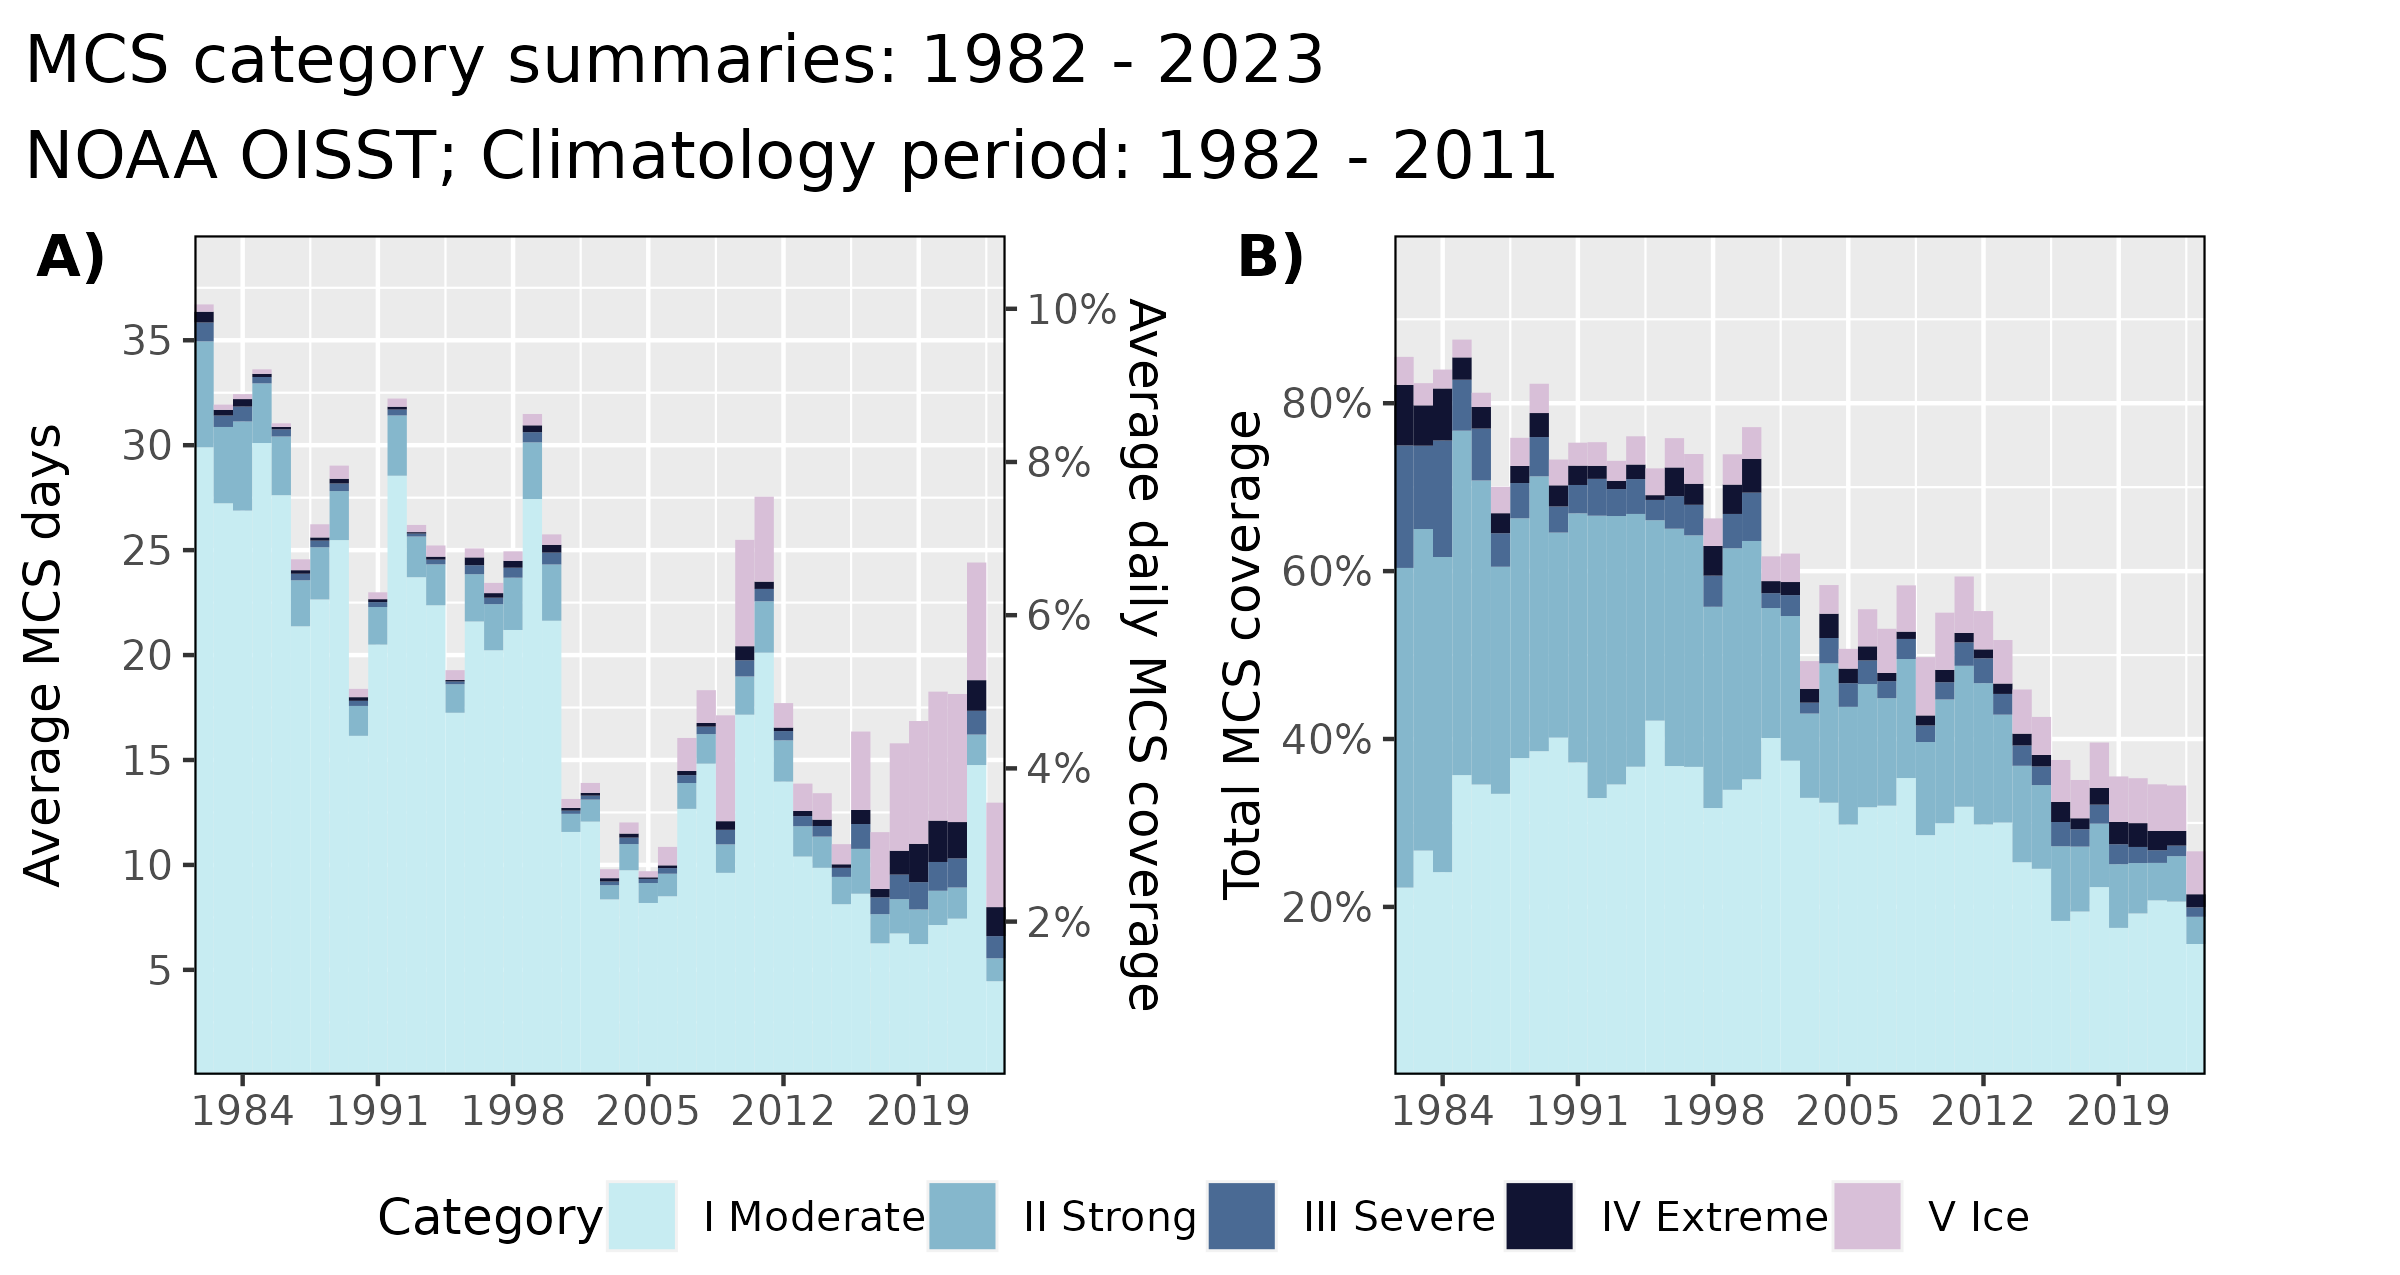 MCS category summaries: 1982 - 2023
NOAA OISST; Climatology period: 1982 - 2011
A)
Average MCS days
35
30
25
20
15
10
5
10%
8%
6%
4%
2%
Average daily MCS coverage
1984 1991 1998 2005 2012 2019
B)
Total MCS coverage
80%
60%
40%
20%
1984 1991 1998 2005 2012 2019
Category I Moderate II Strong III Severe IV Extreme V Ice